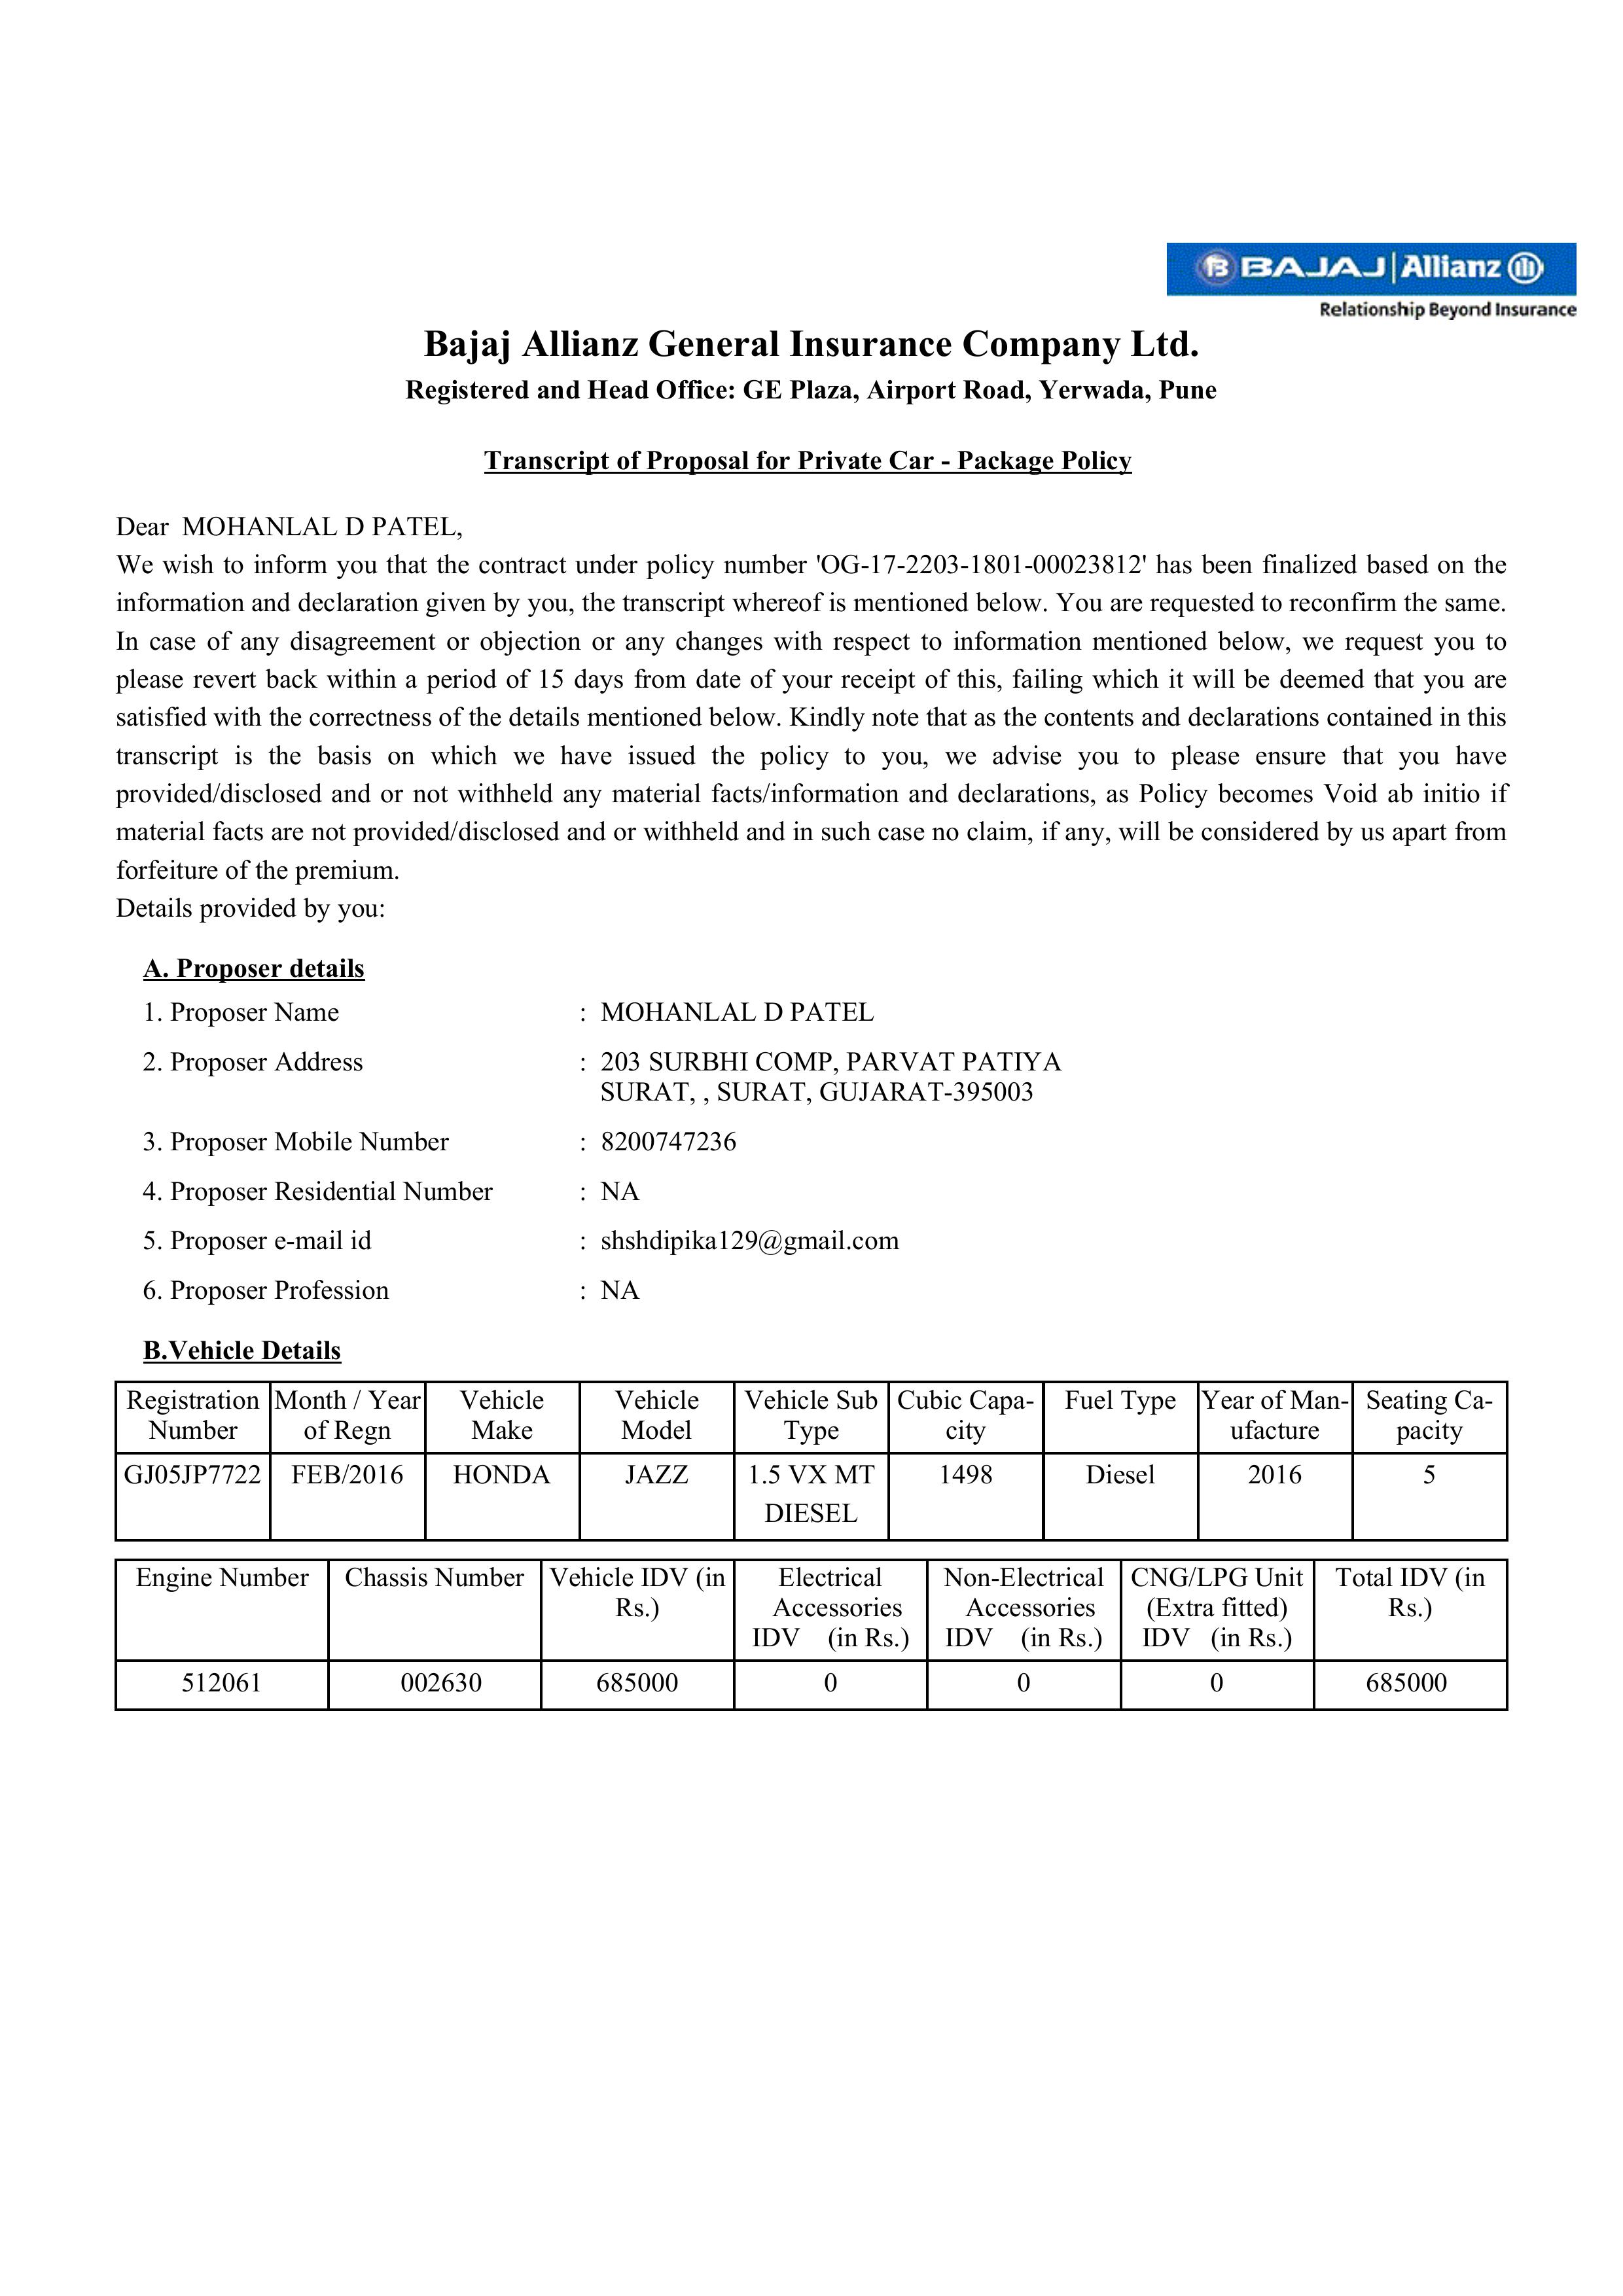 BAJAJ | Allianz
Relationship Beyond Insurance
Bajaj Allianz General Insurance Company Ltd.
Registered and Head Office: GE Plaza, Airport Road, Yerwada, Pune
Transcript of Proposal for Private Car - Package Policy
Dear MOHANLAL D PATEL,
We wish to inform you that the contract under policy number 'OG-17-2203-1801-00023812' has been finalized based on the
information and declaration given by you, the transcript whereof is mentioned below. You are requested to reconfirm the same.
In case of any disagreement or objection or any changes with respect to information mentioned below, we request you to
please revert back within a period of 15 days from date of your receipt of this, failing which it will be deemed that you are
satisfied with the correctness of the details mentioned below. Kindly note that as the contents and declarations contained in this
transcript is the basis on which we have issued the policy to you, we advise you to please ensure that you have
provided/disclosed and or not withheld any material facts/information and declarations, as Policy becomes Void ab initio if
material facts are not provided/disclosed and or withheld and in such case no claim, if any, will be considered by us apart from
forfeiture of the premium.
Details provided by you:
A. Proposer details
1. Proposer Name : MOHANLAL D PATEL
2. Proposer Address : 203 SURBHI COMP, PARVAT PATIYA
SURAT, , SURAT, GUJARAT-395003
3. Proposer Mobile Number : 8200747236
4. Proposer Residential Number : NA
5. Proposer e-mail id : shshdipika129@gmail.com
6. Proposer Profession : NA
B.Vehicle Details
Registration Month / Year Vehicle Vehicle Vehicle Sub Cubic Capa- Fuel Type Year of Man- Seating Ca-
Number of Regn Make Model Type city ufacture pacity
GJ05JP7722 FEB/2016 HONDA JAZZ 1.5 VX MT 1498 Diesel 2016 5
DIESEL
Engine Number Chassis Number Vehicle IDV (in Electrical Non-Electrical CNG/LPG Unit Total IDV (in
Rs.) Accessories Accessories (Extra fitted) Rs.)
IDV (in Rs.) IDV (in Rs.) IDV (in Rs.)
512061 002630 685000 0 0 0 685000